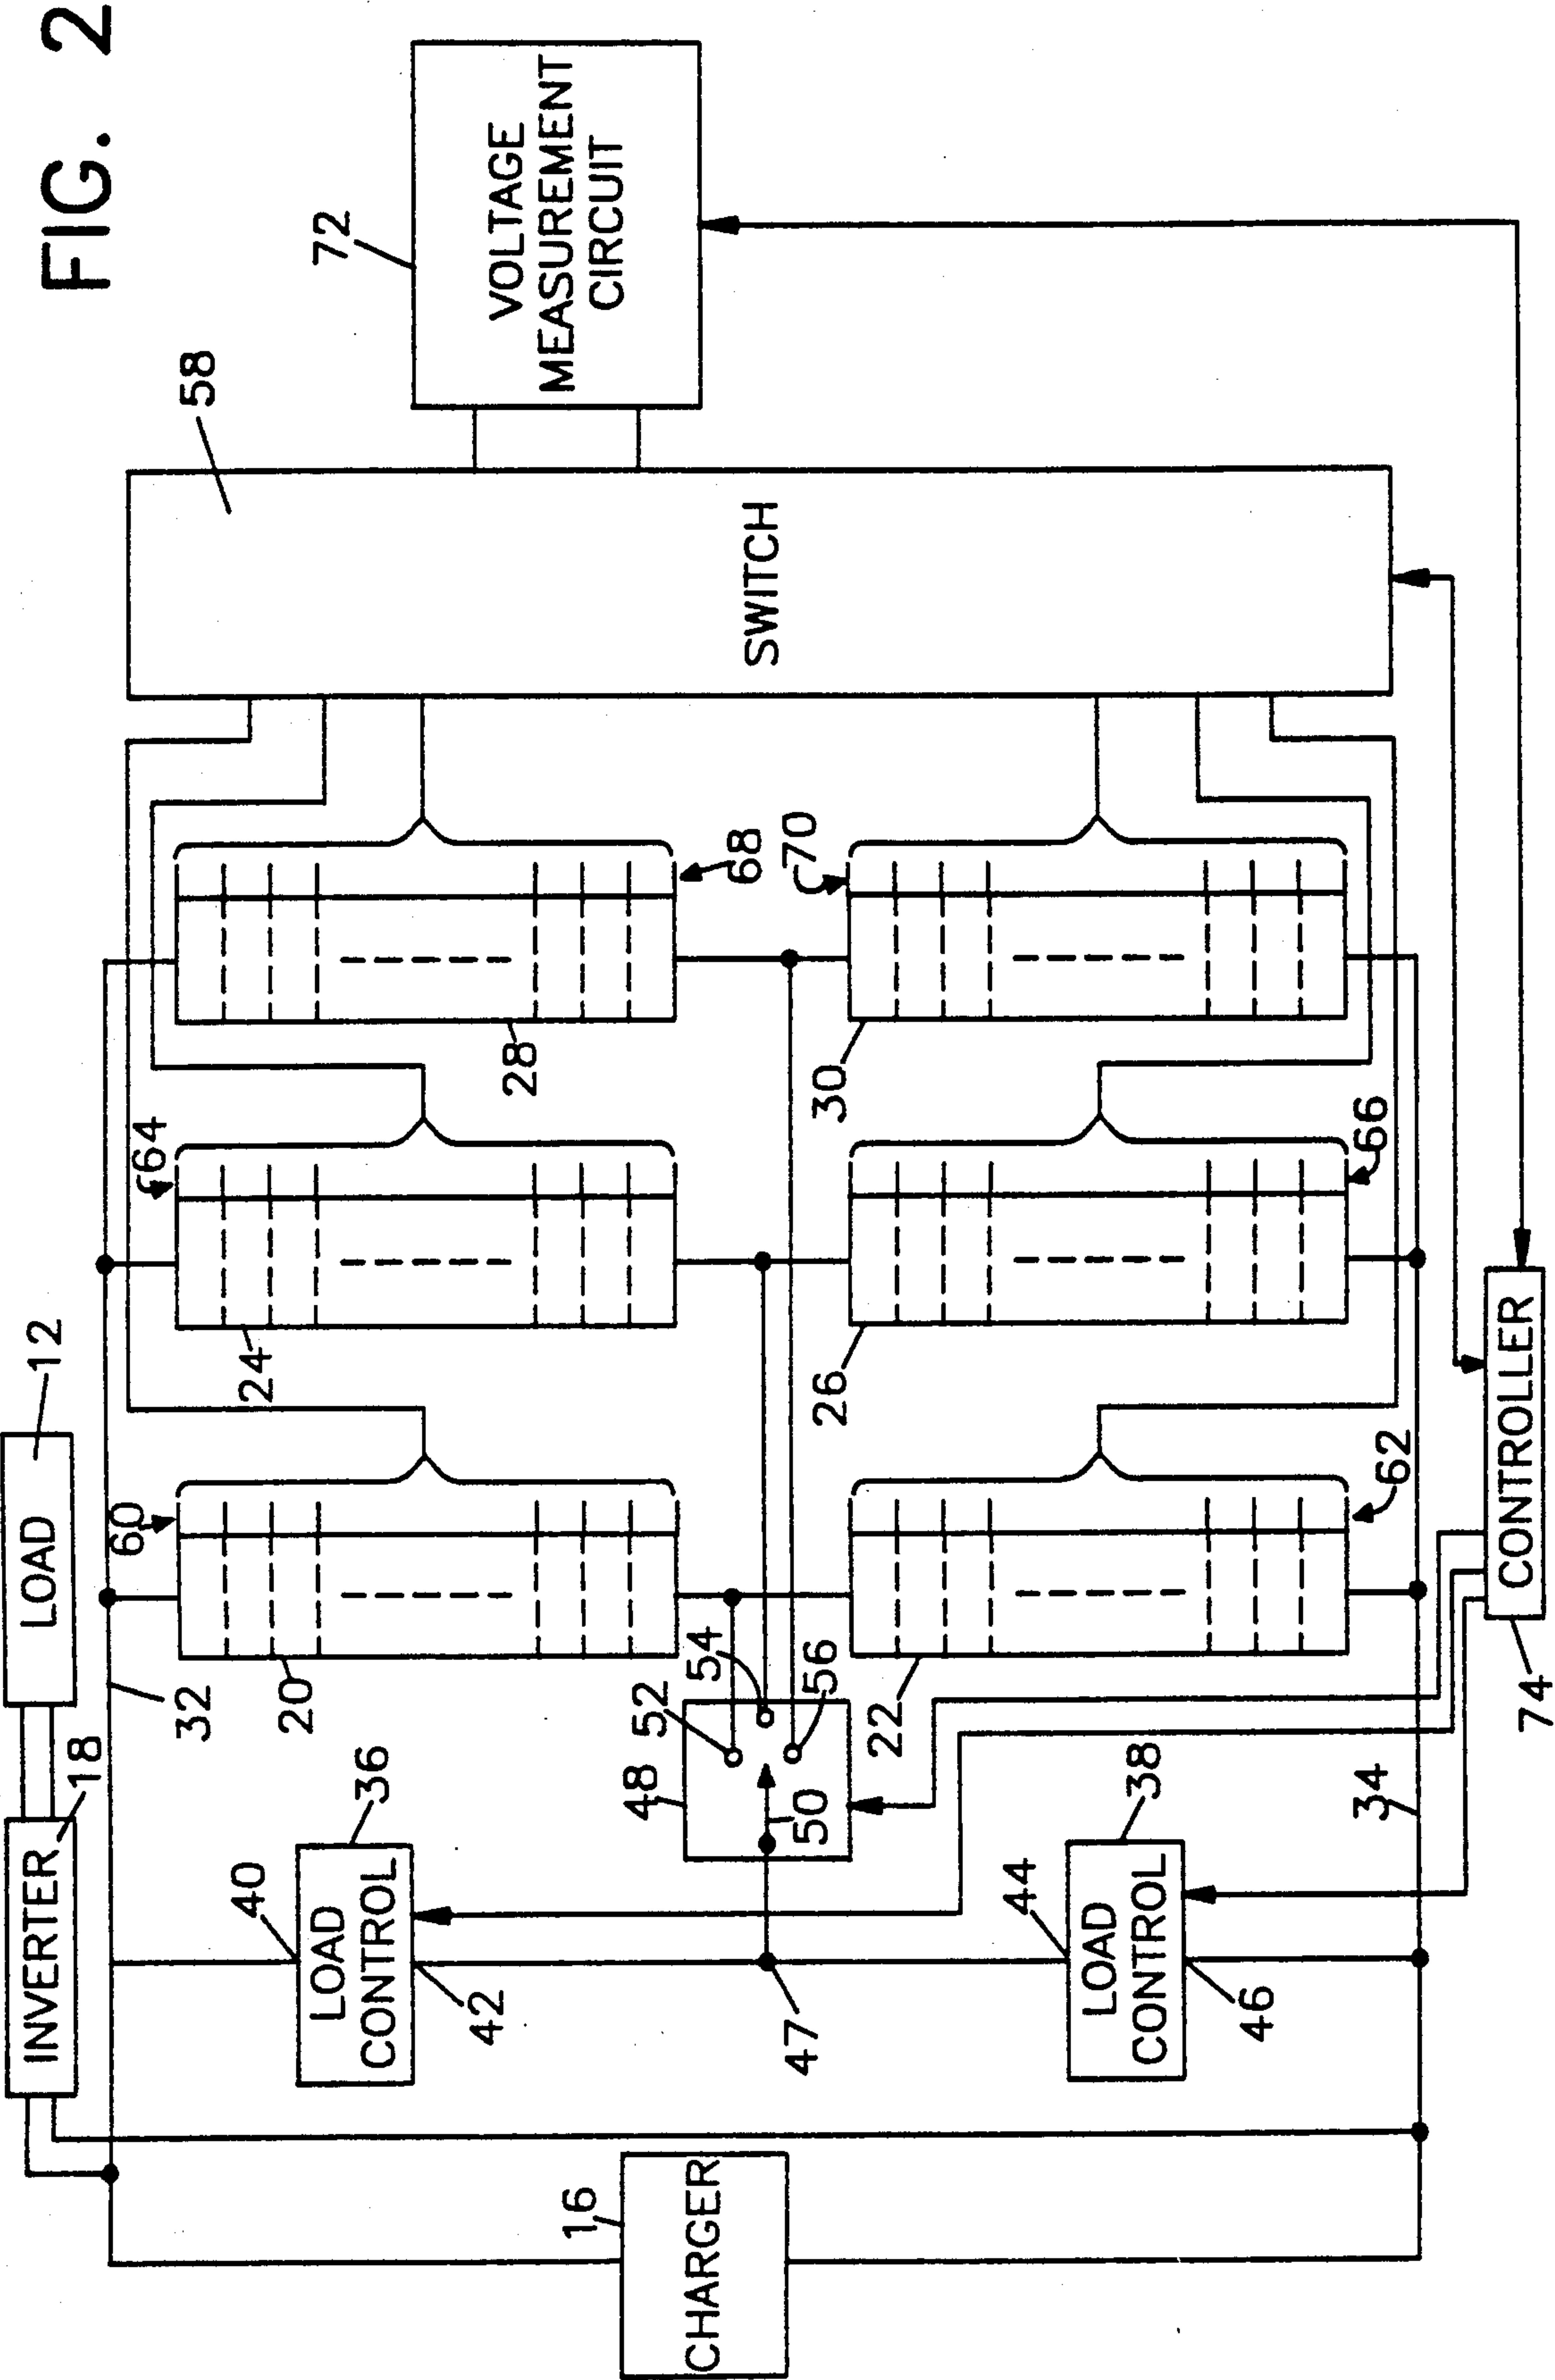 FIG. 2
12
LOAD
18
INVERTER
32
60
64
58
72
VOLTAGE
MEASUREMENT
CIRCUIT
SWITCH
20
24
28
68
36
40
LOAD
CONTROL
42
16
CHARGER
47
48
50
52
54
56
22
26
30
70
38
44
LOAD
CONTROL
46
34
62
66
74
CONTROLLER